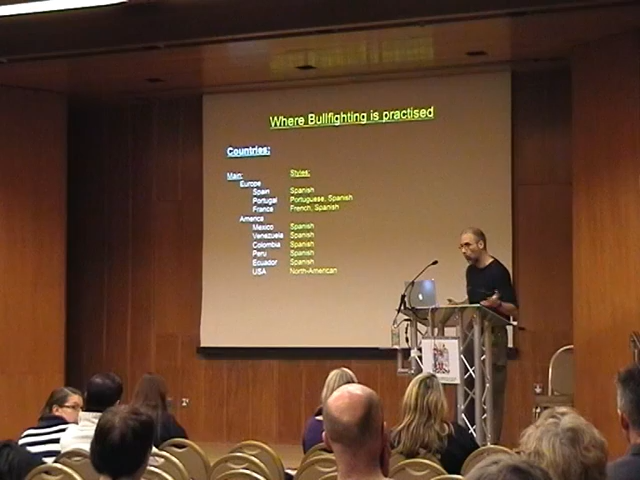 Where Bullfighting is practised
Countries:
Main: Styles:
Europe
Spain Spanish
Portugal Portuguese, Spanish
France French, Spanish
America
Mexico Spanish
Venezuela Spanish
Colombia Spanish
Peru Spanish
Ecuador Spanish
USA North-American